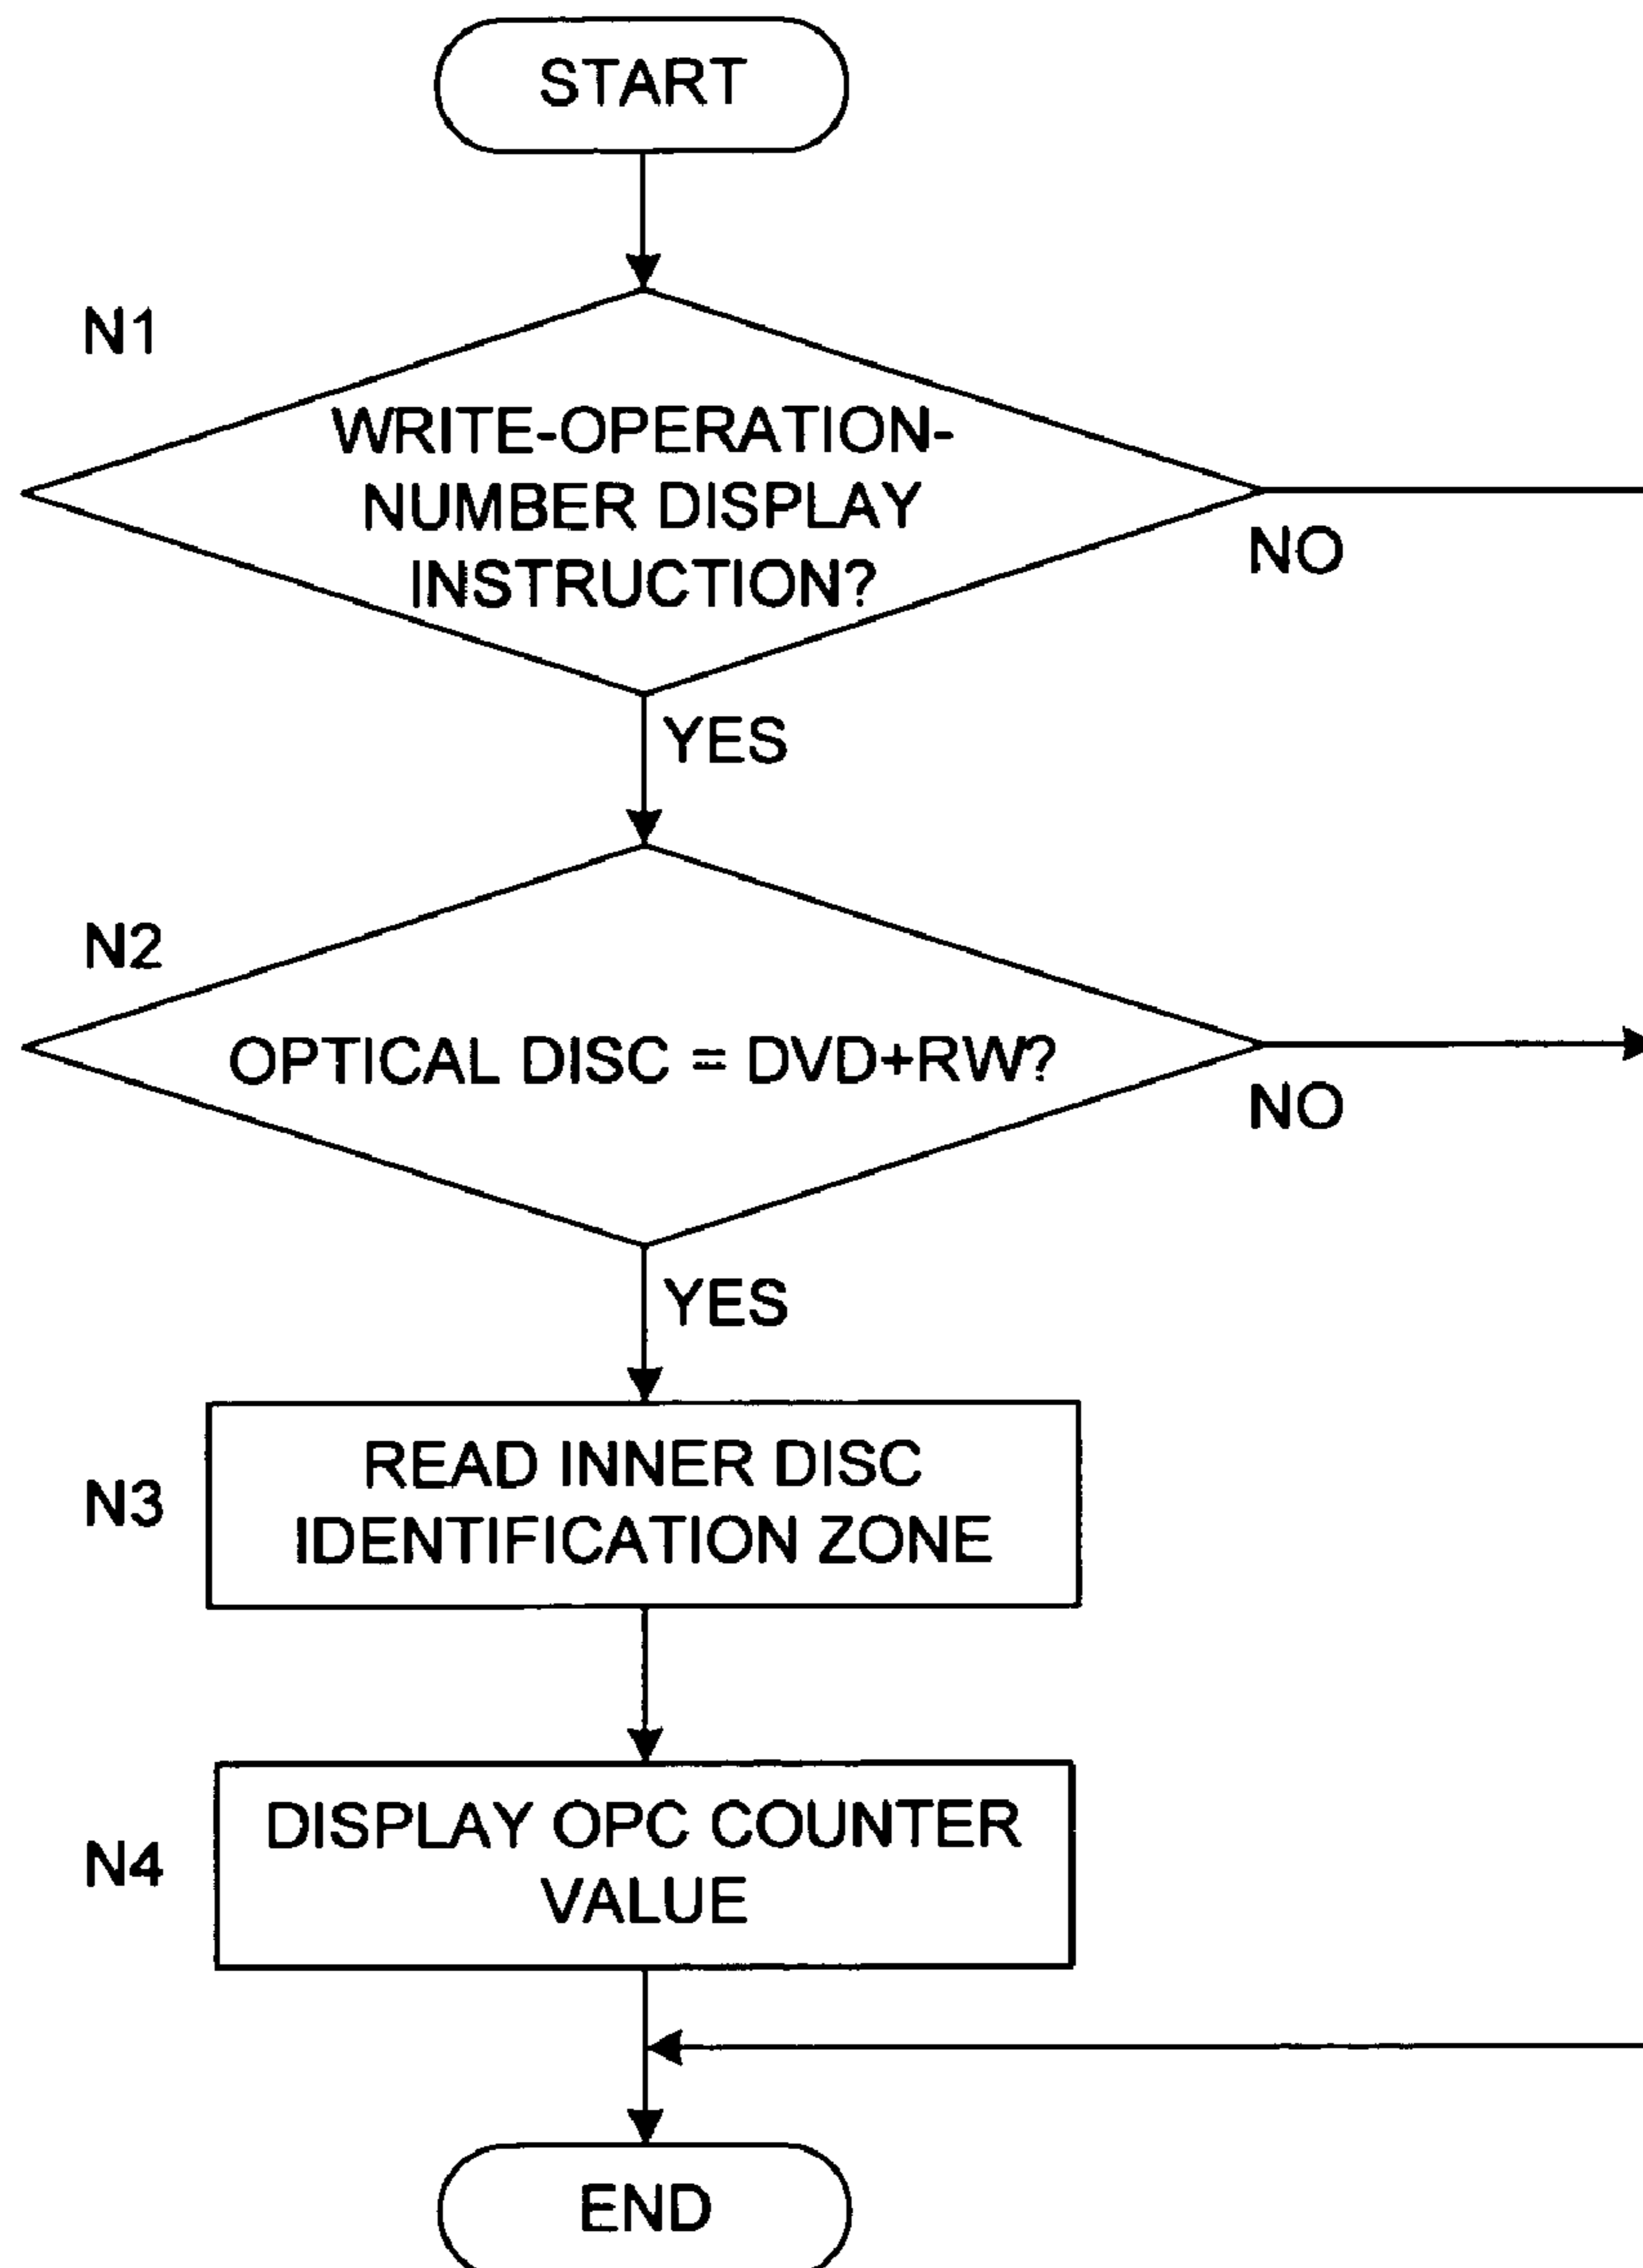 START
N1
WRITE-OPERATION-
NUMBER DISPLAY
INSTRUCTION?
NO
YES
N2
OPTICAL DISC = DVD+RW?
NO
YES
N3
READ INNER DISC
IDENTIFICATION ZONE
N4
DISPLAY OPC COUNTER
VALUE
END